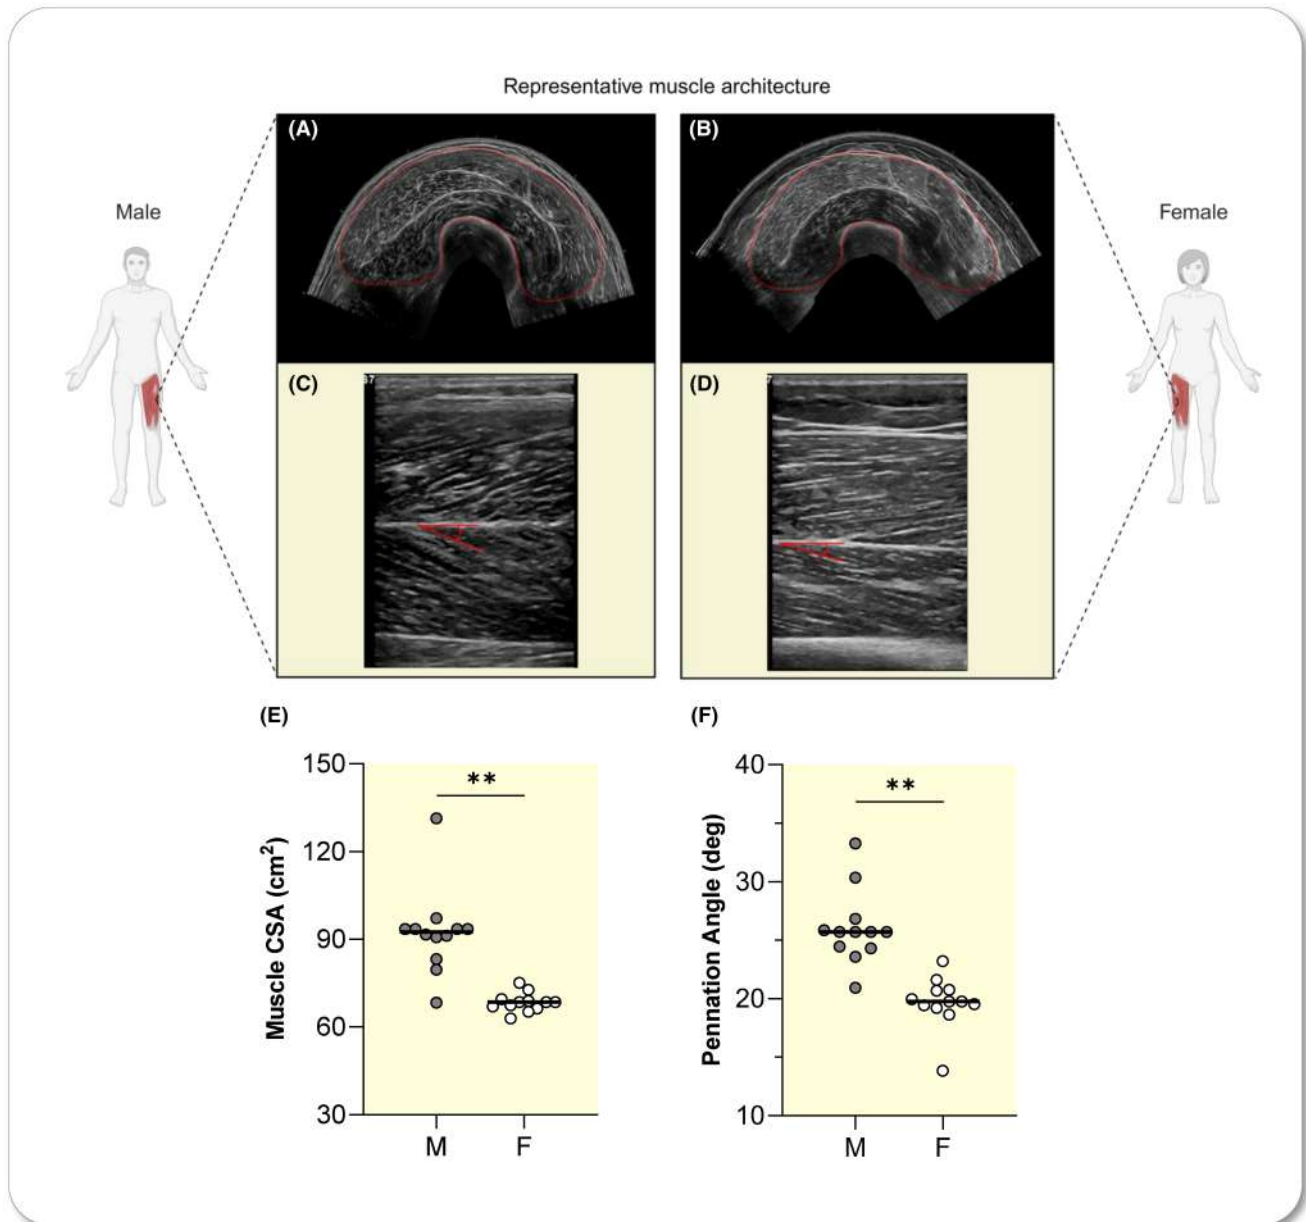 Representative muscle architecture
(A)
(B)
Male
Female
(C)
(D)
(E)
(F)
150
120
90
60
30
Muscle CSA (cm²)
**
M
F
40
30
20
10
Pennation Angle (deg)
**
M
F